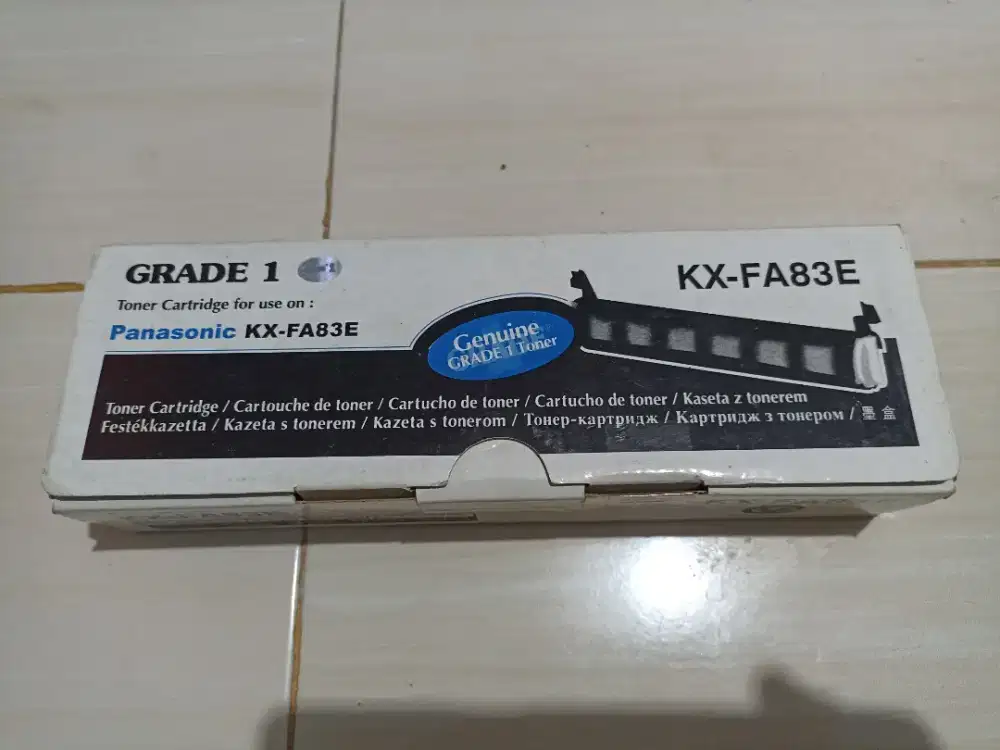 GRADE 1
KX-FA83E
Toner Cartridge for use on :
Panasonic KX-FA83E
Genuine
GRADE 1 Toner
Toner Cartridge / Cartouche de toner / Cartucho de toner / Cartucho de toner / Kaseta z tonerem
Festékkazetta / Kazeta s tonerem / Kazeta s tonerom / Тонер-картридж / Картридж з тонером / 墨盒